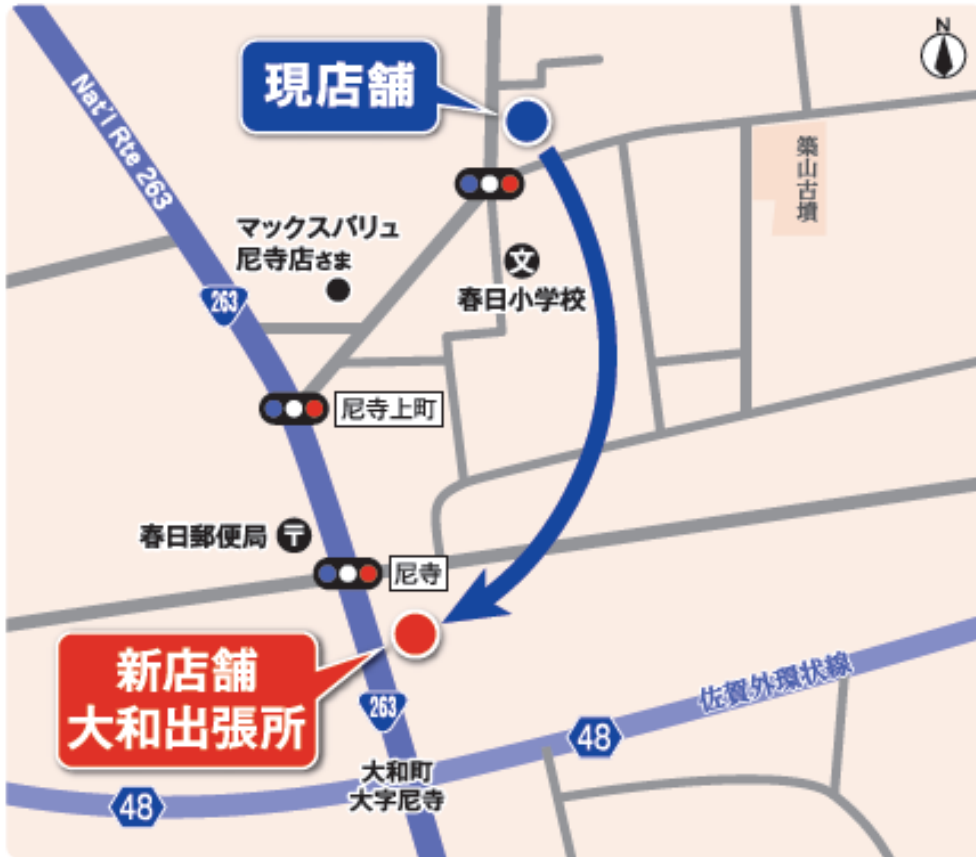 N
現店舗
Nat'l Rte 263
築山古墳
マックスバリュ
尼寺店さま
文
春日小学校
263
尼寺上町
春日郵便局
〒
尼寺
新店舗
大和出張所
263
佐賀外環状線
48
大和町
大字尼寺
48